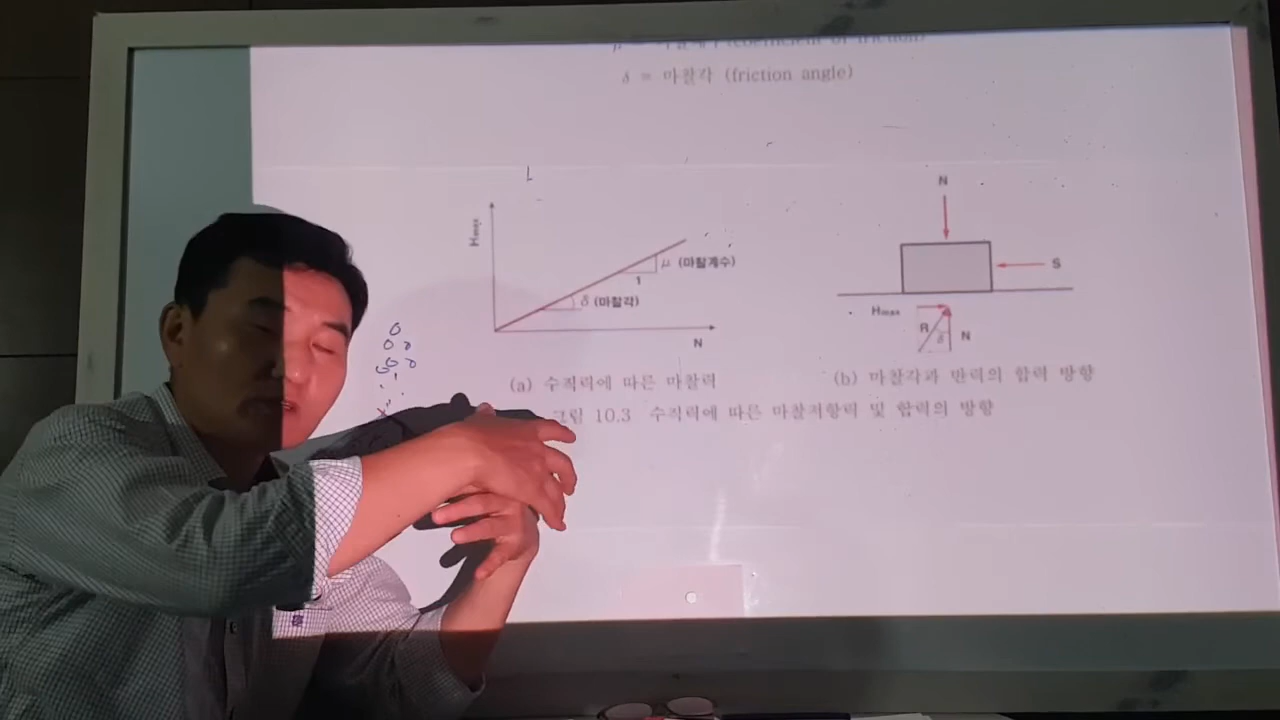 δ = 마찰각 (friction angle)
Hmax
μ (마찰계수)
1
δ (마찰각)
N
N
S
Hmax
R
δ
N
(a) 수직력에 따른 마찰력
(b) 마찰각과 반력의 합력 방향
그림 10.3 수직력에 따른 마찰저항력 및 합력의 방향